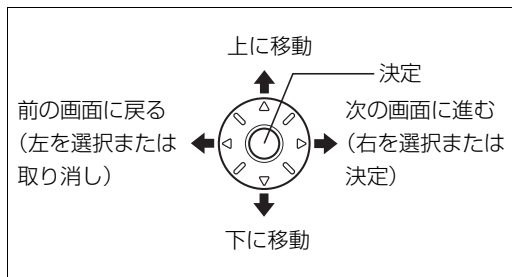 上に移動
決定
前の画面に戻る
(左を選択または
取り消し)
次の画面に進む
(右を選択または
決定)
下に移動